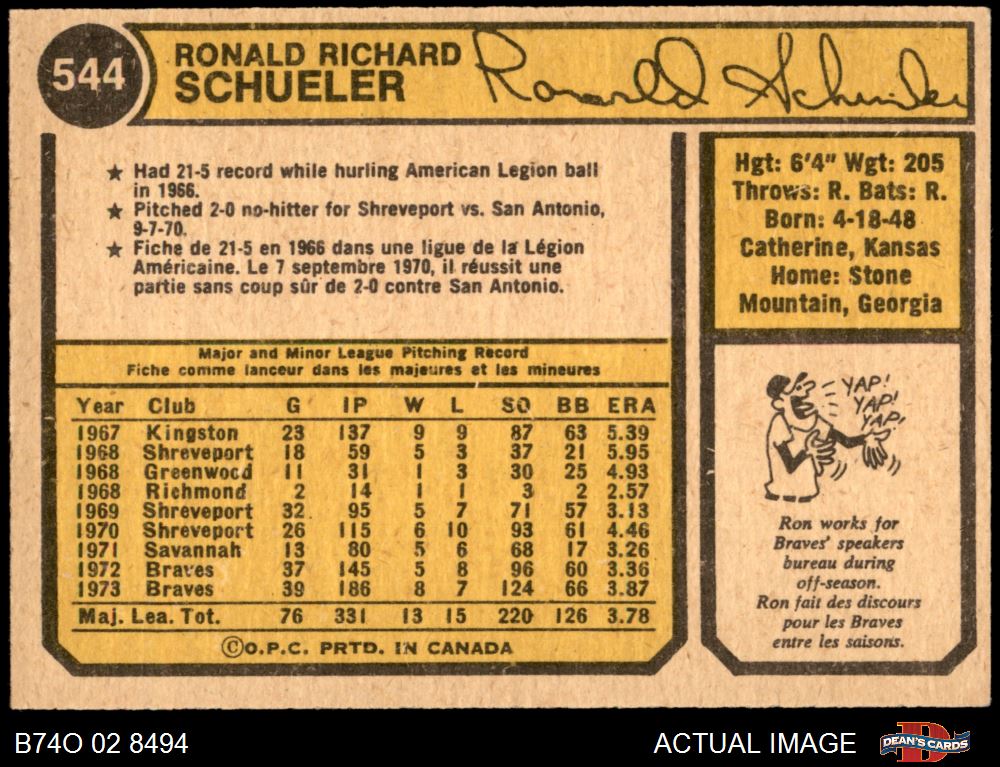 544
RONALD RICHARD
SCHUELER
Ronald Schueler
★ Had 21-5 record while hurling American Legion ball
in 1966.
★ Pitched 2-0 no-hitter for Shreveport vs. San Antonio,
9-7-70.
★ Fiche de 21-5 en 1966 dans une ligue de la Légion
Américaine. Le 7 septembre 1970, il réussit une
partie sans coup sûr de 2-0 contre San Antonio.
Hgt: 6'4" Wgt: 205
Throws: R. Bats: R.
Born: 4-18-48
Catherine, Kansas
Home: Stone
Mountain, Georgia
Major and Minor League Pitching Record
Fiche comme lanceur dans les majeures et les mineures
Year Club G IP W L SO BB ERA
1967 Kingston 23 137 9 9 87 63 5.39
1968 Shreveport 18 59 5 3 37 21 5.95
1968 Greenwood 11 31 1 3 30 25 4.93
1968 Richmond 2 14 1 1 3 2 2.57
1969 Shreveport 32 95 5 7 71 57 3.13
1970 Shreveport 26 115 6 10 93 61 4.46
1971 Savannah 13 80 5 6 68 17 3.26
1972 Braves 37 145 5 8 96 60 3.36
1973 Braves 39 186 8 7 124 66 3.87
Maj. Lea. Tot. 76 331 13 15 220 126 3.78
©O.P.C. PRTD. IN CANADA
YAP!
YAP!
YAP!
Ron works for
Braves' speakers
bureau during
off-season.
Ron fait des discours
pour les Braves
entre les saisons.
B74O 02 8494
ACTUAL IMAGE
DEAN'S CARDS